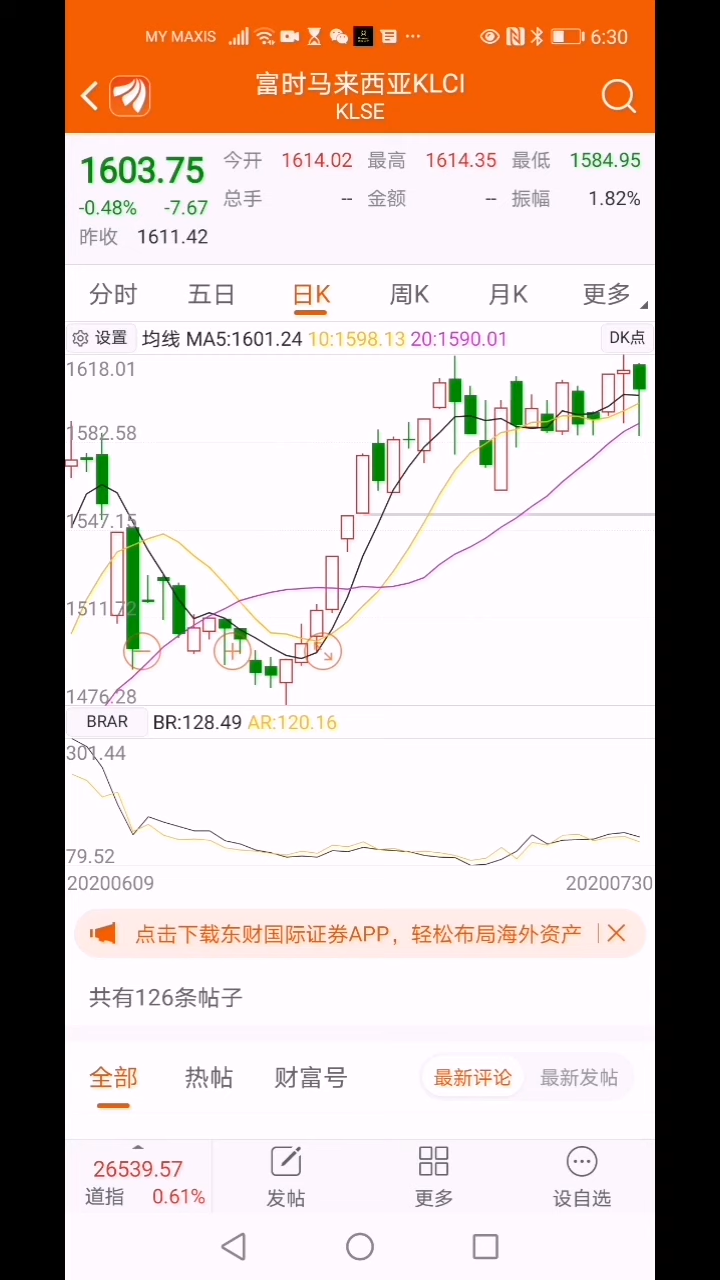 MY MAXIS ... 6:30
富时马来西亚KLCI
KLSE
1603.75 今开 1614.02 最高 1614.35 最低 1584.95
-0.48% -7.67 总手 -- 金额 -- 振幅 1.82%
昨收 1611.42
分时 五日 日K 周K 月K 更多
设置 均线 MA5:1601.24 10:1598.13 20:1590.01 DK点
1618.01
1582.58
1547.15
1511.72
1476.28
BRAR BR:128.49 AR:120.16
301.44
79.52
20200609 20200730
点击下载东财国际证券APP，轻松布局海外资产
共有126条帖子
全部 热帖 财富号 最新评论 最新发帖
26539.57
道指 0.61% 发帖 更多 设自选